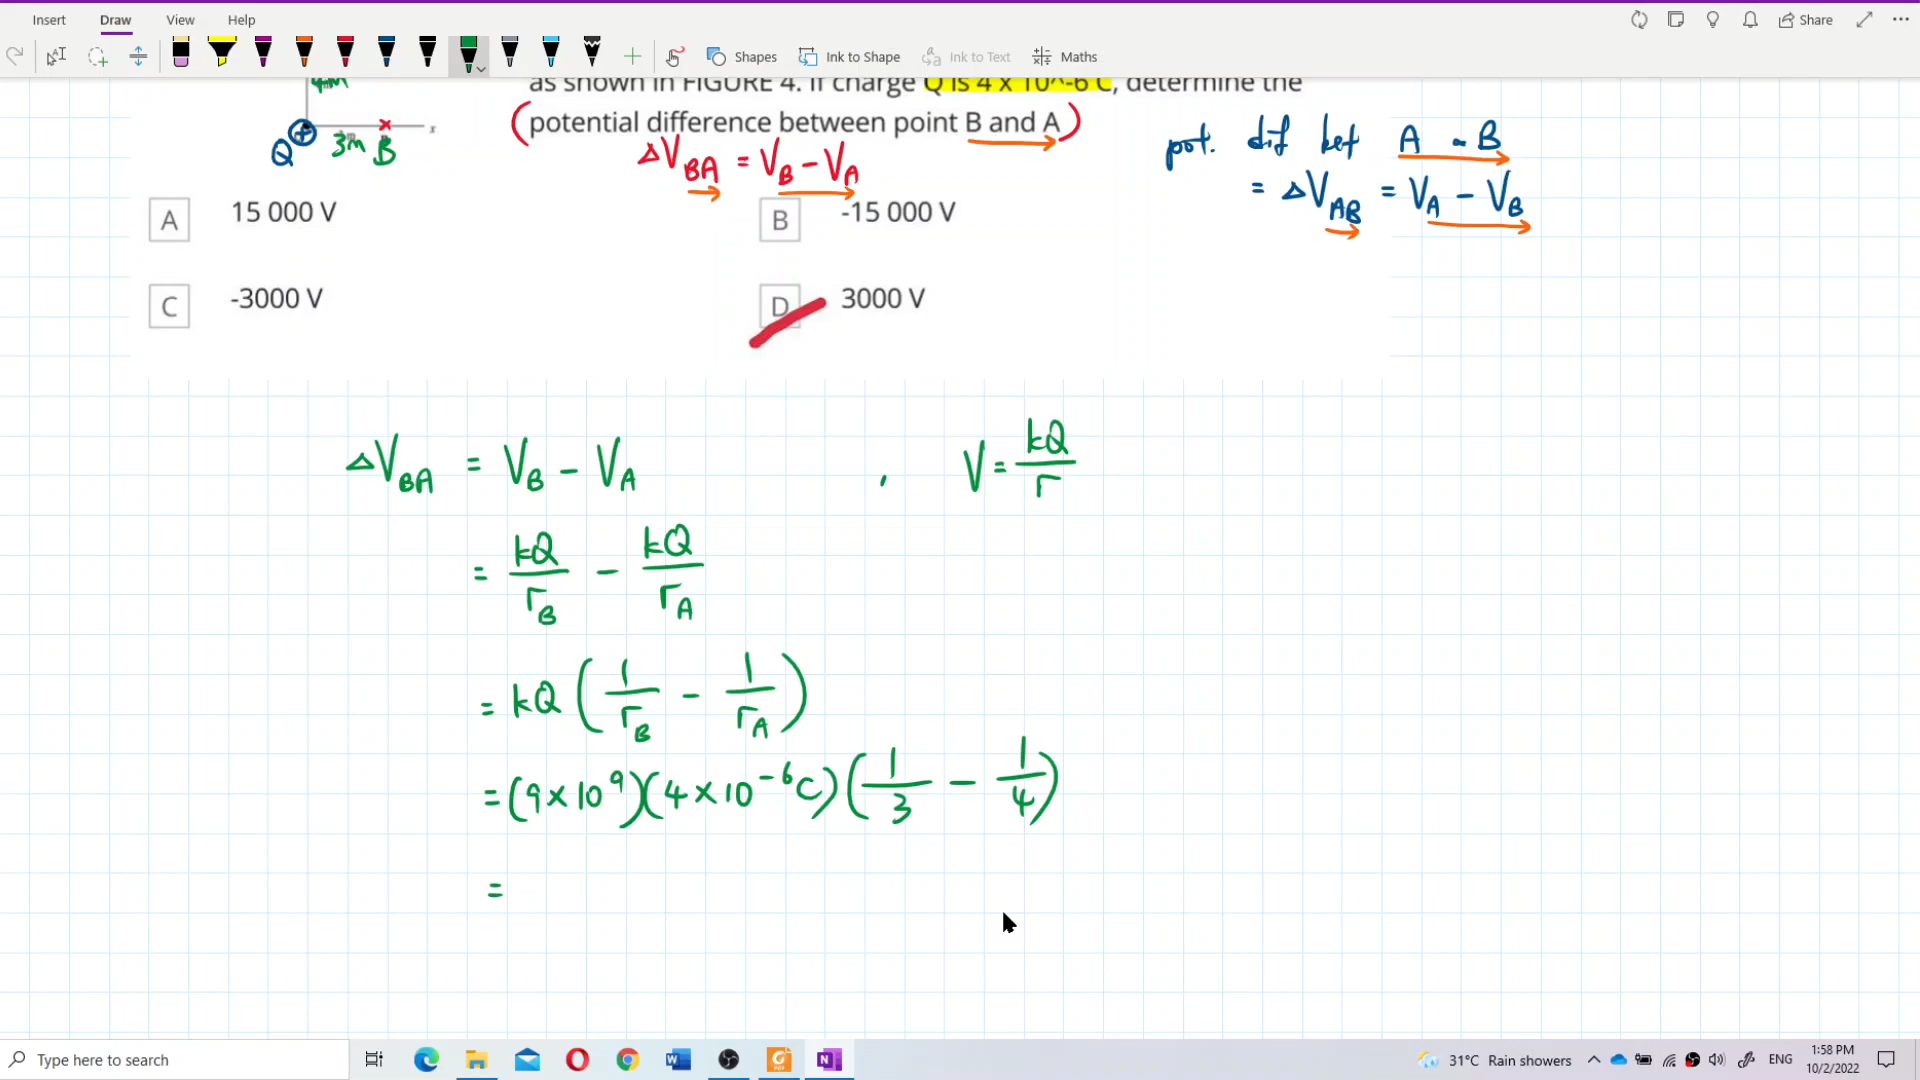 Insert Draw View Help
Share
Shapes Ink to Shape Ink to Text Maths
4m
as shown in FIGURE 4. If charge Q is 4 x 10^-6 C, determine the
(potential difference between point B and A)
Q 3m B x
ΔV_BA = V_B - V_A
pot. dif bet A - B
= ΔV_AB = V_A - V_B
A 15 000 V
B -15 000 V
C -3000 V
D 3000 V
ΔV_BA = V_B - V_A , V = kQ/r
= kQ/r_B - kQ/r_A
= kQ (1/r_B - 1/r_A)
= (9 x 10^9)(4 x 10^-6 C)(1/3 - 1/4)
=
Type here to search
31°C Rain showers
ENG
1:58 PM
10/2/2022